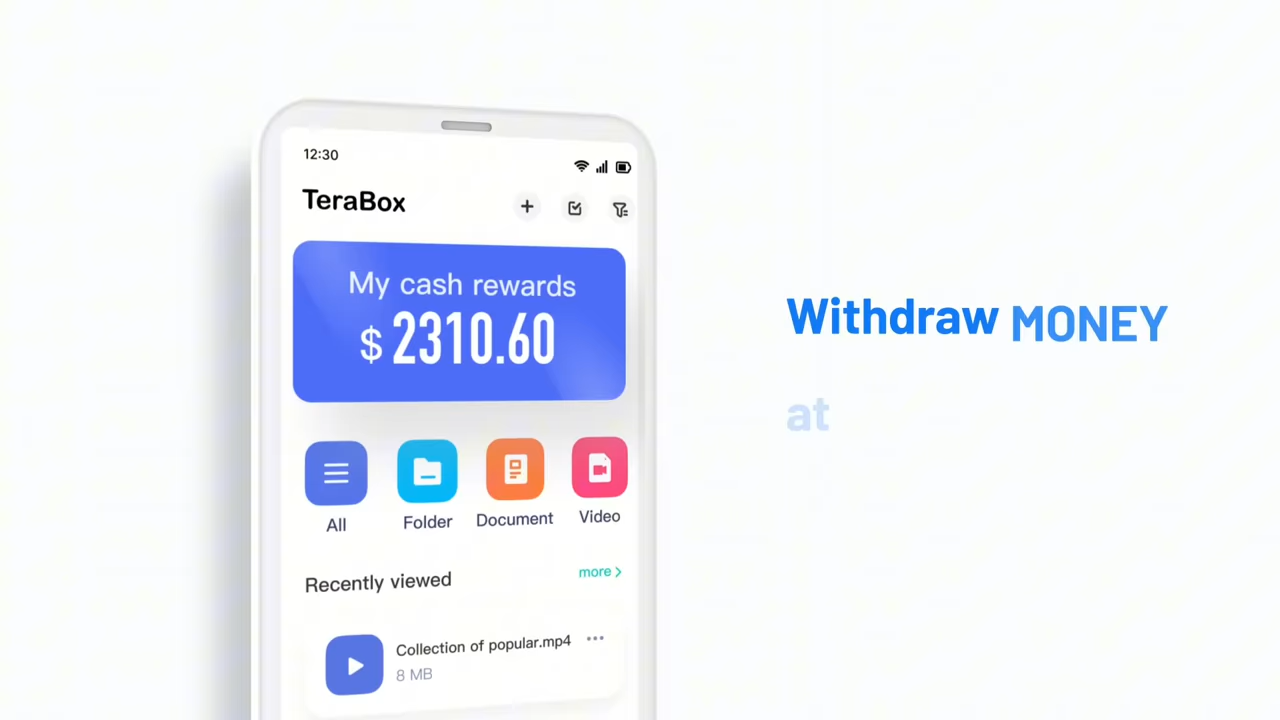 12:30
TeraBox
My cash rewards
$ 2310.60
All
Folder
Document
Video
Recently viewed
more >
Collection of popular.mp4
8 MB
Withdraw MONEY
at